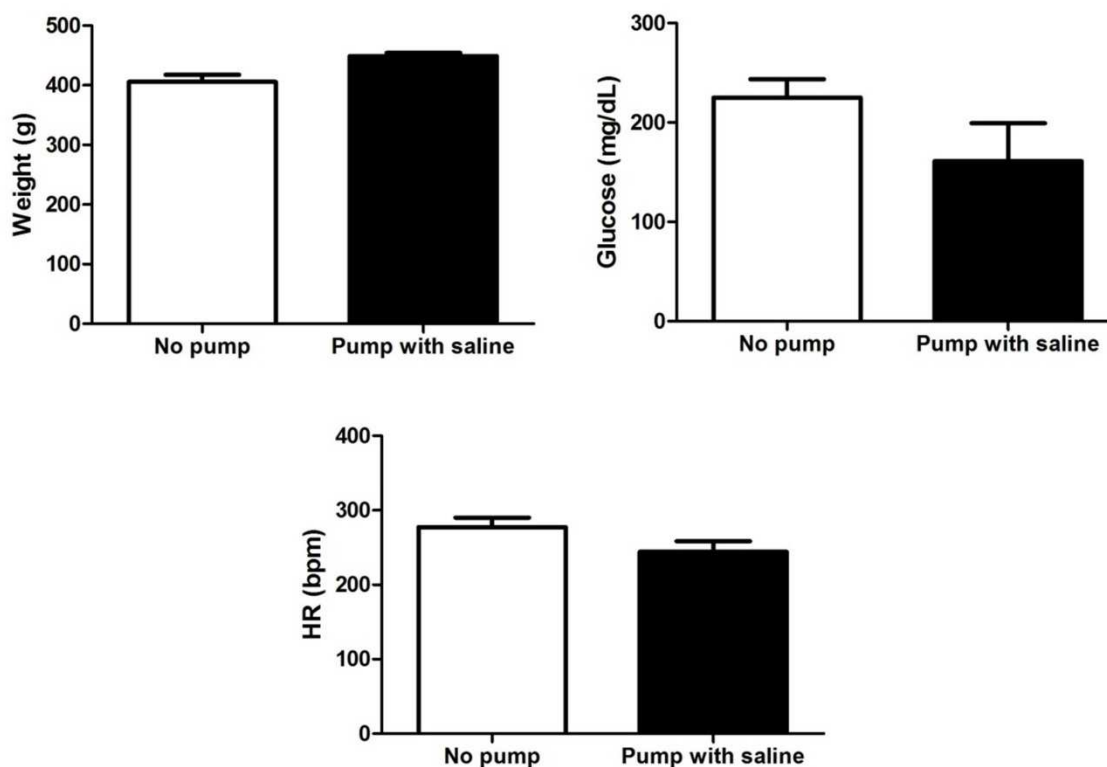 Weight (g)
500
400
300
200
100
0
No pump
Pump with saline
Glucose (mg/dL)
300
200
100
0
No pump
Pump with saline
HR (bpm)
400
300
200
100
0
No pump
Pump with saline